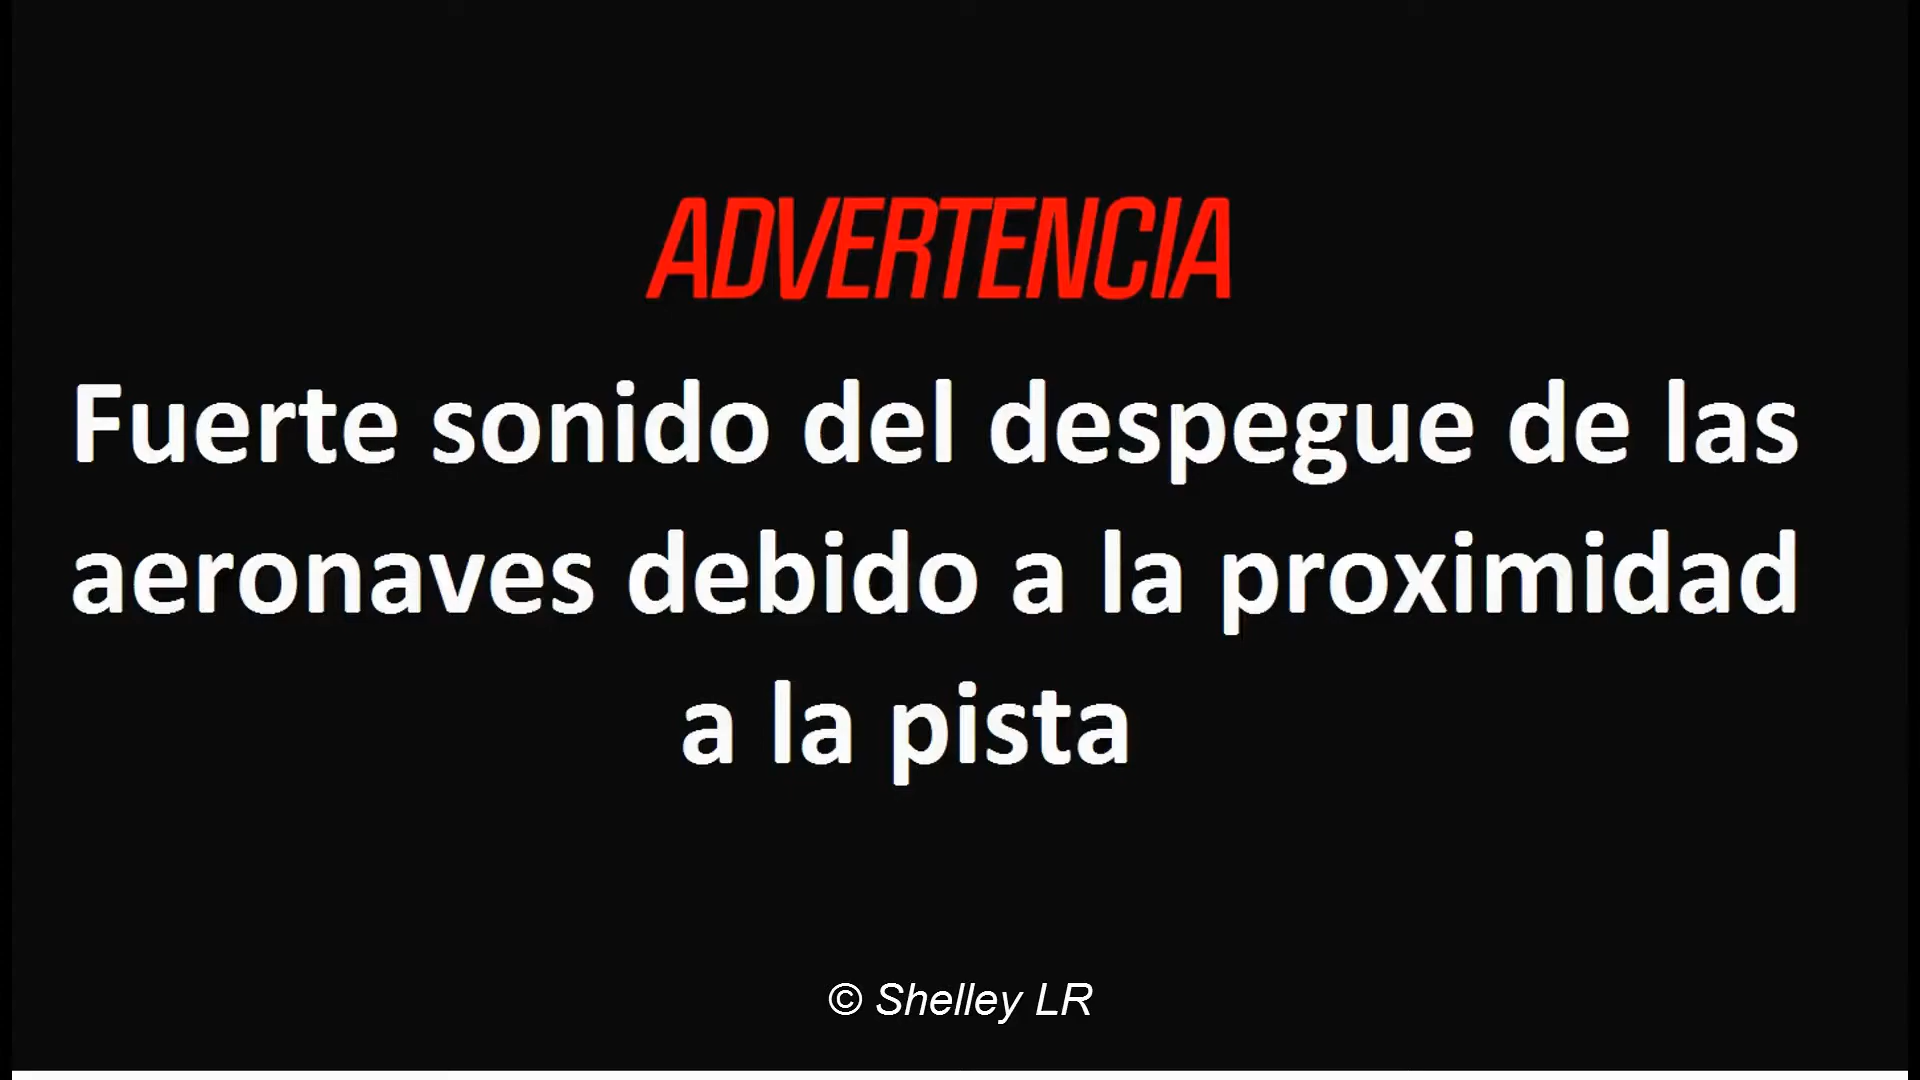 ADVERTENCIA
Fuerte sonido del despegue de las
aeronaves debido a la proximidad
a la pista
© Shelley LR